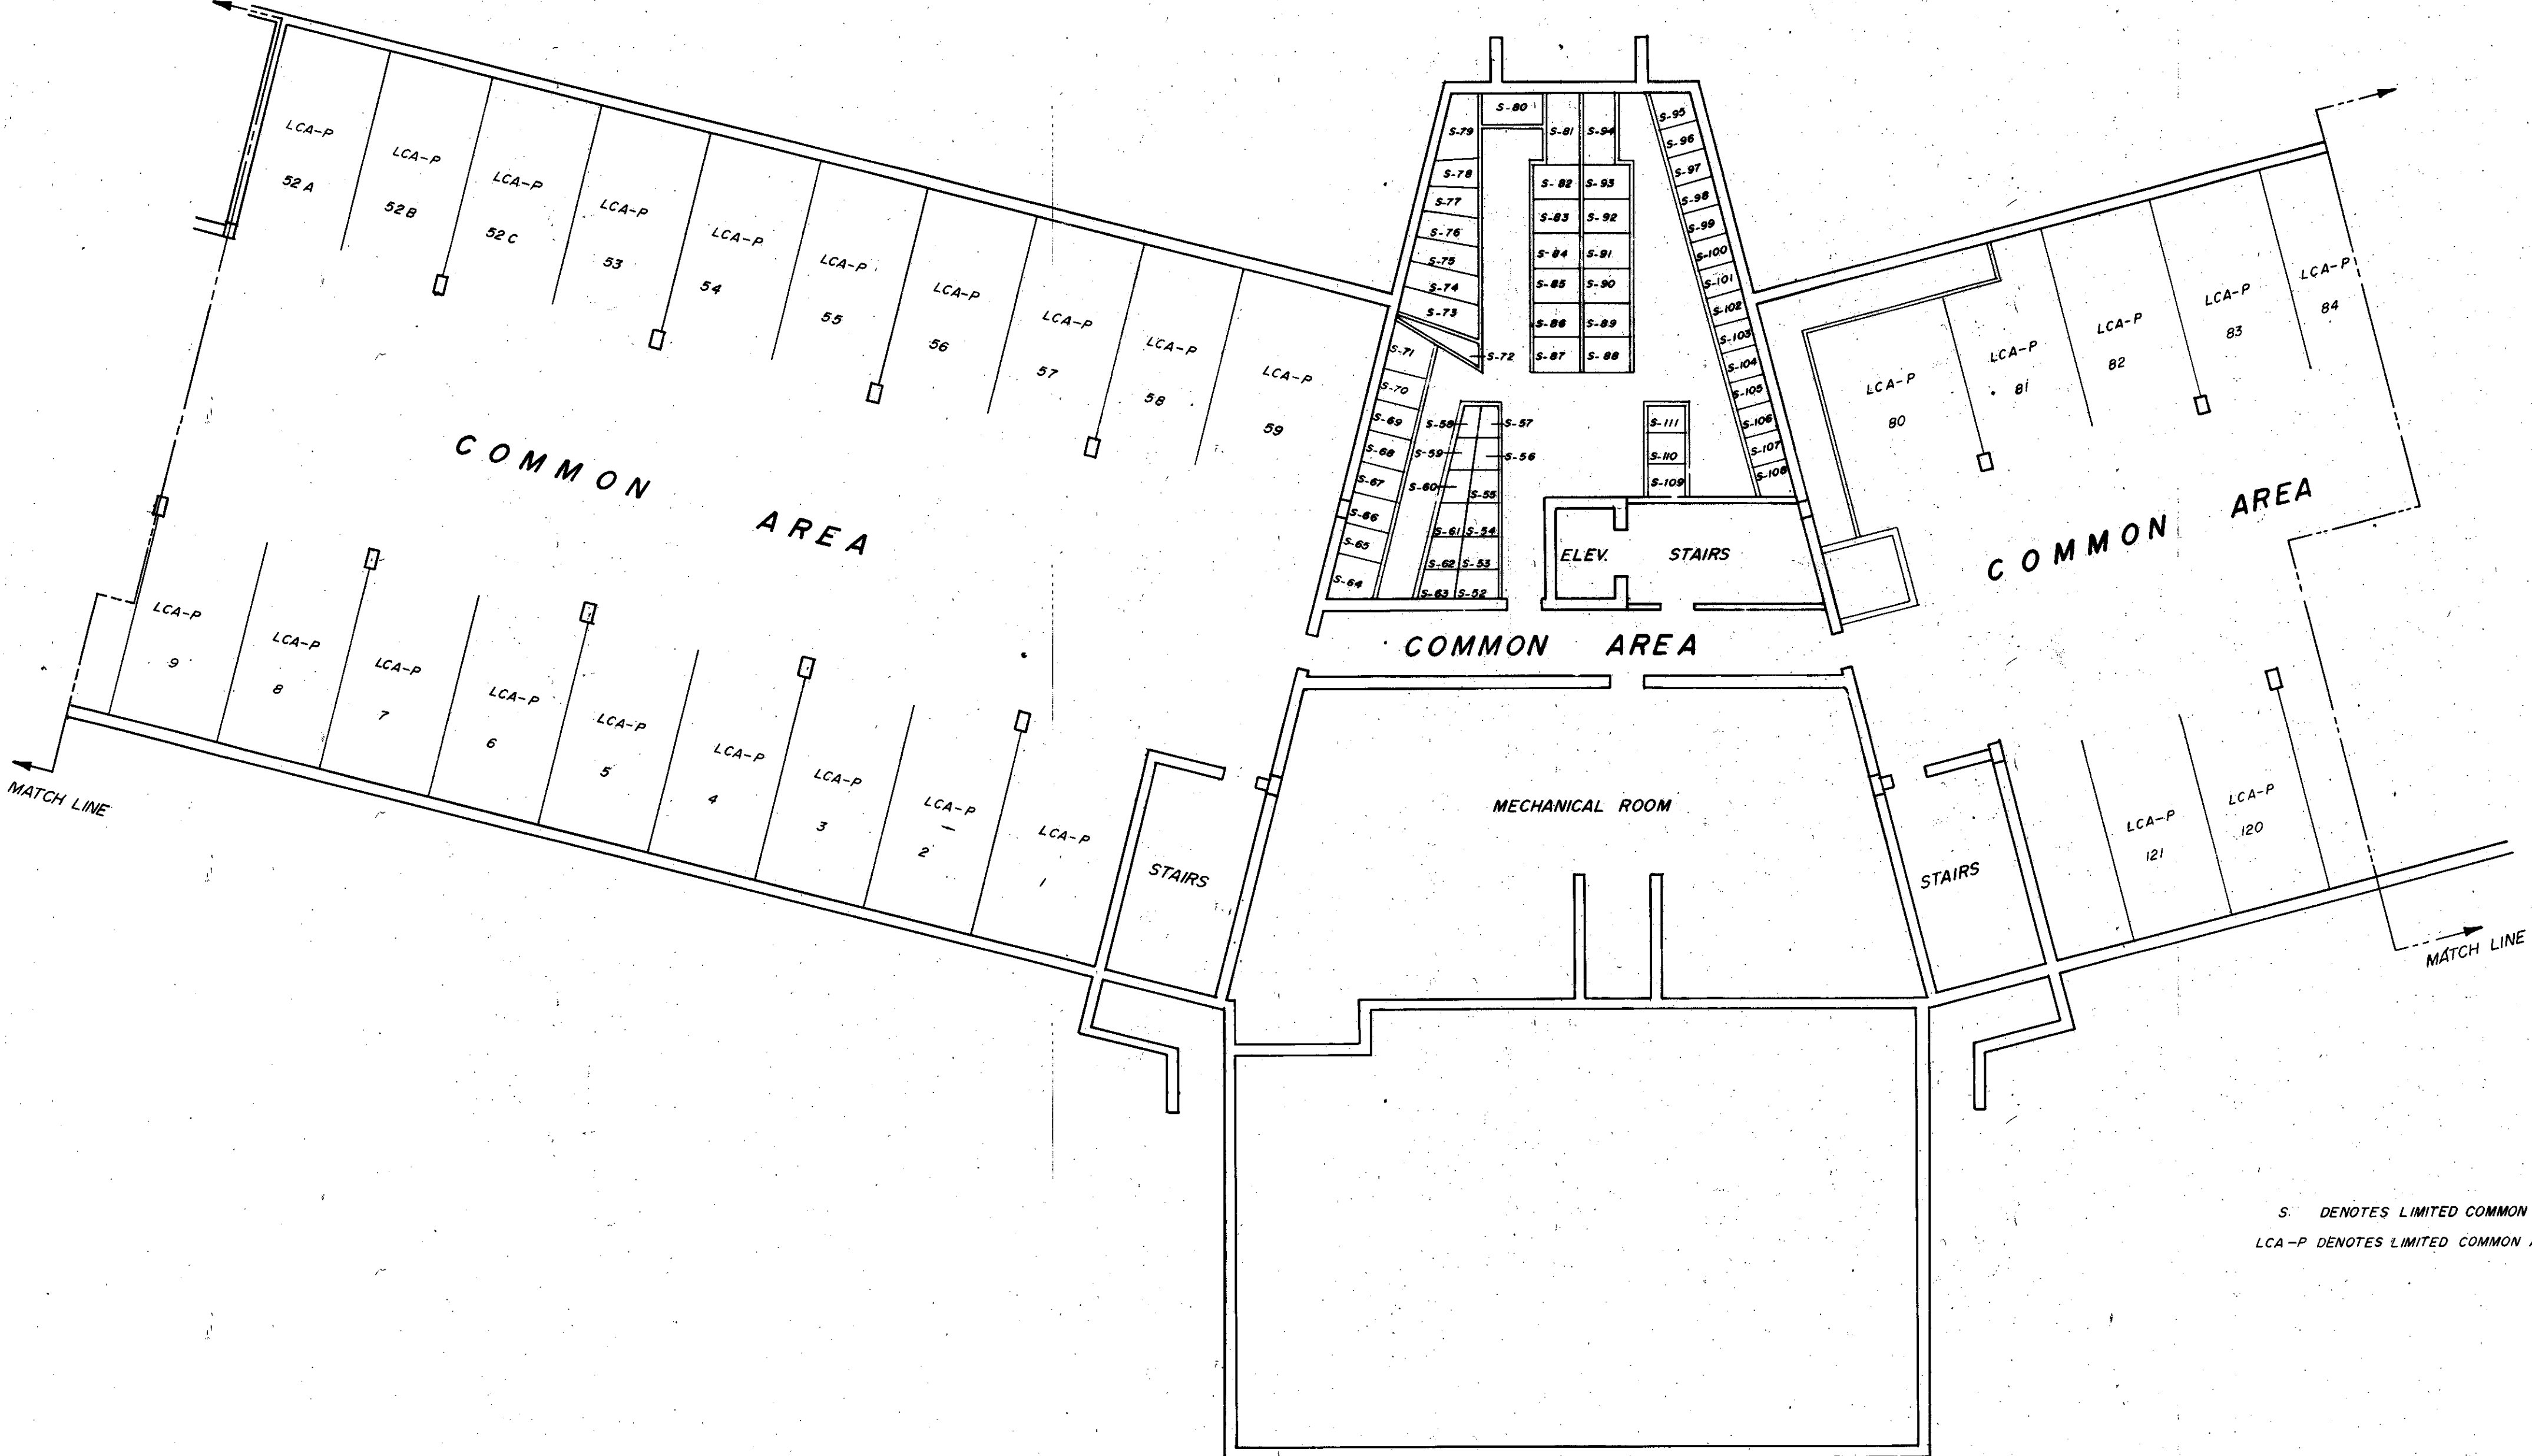 LCA-P
52A
LCA-P
52B
LCA-P
52C
LCA-P
53
LCA-P
54
LCA-P
55
LCA-P
56
LCA-P
57
LCA-P
58
LCA-P
59
COMMON AREA
LCA-P
9
LCA-P
8
LCA-P
7
LCA-P
6
LCA-P
5
LCA-P
4
LCA-P
3
LCA-P
2
LCA-P
1
MATCH LINE
STAIRS
S-79
S-80
S-81
S-94
S-95
S-96
S-97
S-98
S-99
S-100
S-101
S-102
S-103
S-104
S-105
S-106
S-107
S-108
S-78
S-77
S-76
S-75
S-74
S-73
S-72
S-71
S-70
S-69
S-68
S-67
S-66
S-65
S-64
S-82
S-93
S-83
S-92
S-84
S-91
S-85
S-90
S-86
S-89
S-87
S-88
S-58
S-57
S-59
S-56
S-60
S-55
S-61
S-54
S-62
S-53
S-63
S-52
S-111
S-110
S-109
ELEV.
STAIRS
COMMON AREA
MECHANICAL ROOM
LCA-P
80
LCA-P
81
LCA-P
82
LCA-P
83
LCA-P
84
COMMON AREA
LCA-P
121
LCA-P
120
STAIRS
MATCH LINE
S. DENOTES LIMITED COMMON
LCA-P DENOTES LIMITED COMMON